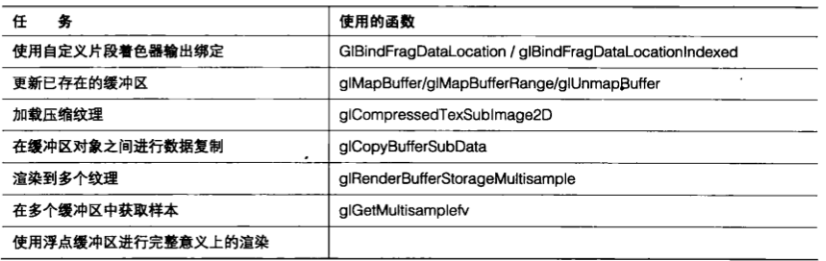 任 务 使用的函数
使用自定义片段着色器输出绑定 GlBindFragDataLocation / glBindFragDataLocationIndexed
更新已存在的缓冲区 glMapBuffer/glMapBufferRange/glUnmapBuffer
加载压缩纹理 glCompressedTexSubImage2D
在缓冲区对象之间进行数据复制 glCopyBufferSubData
渲染到多个纹理 glRenderBufferStorageMultisample
在多个缓冲区中获取样本 glGetMultisamplefv
使用浮点缓冲区进行完整意义上的渲染